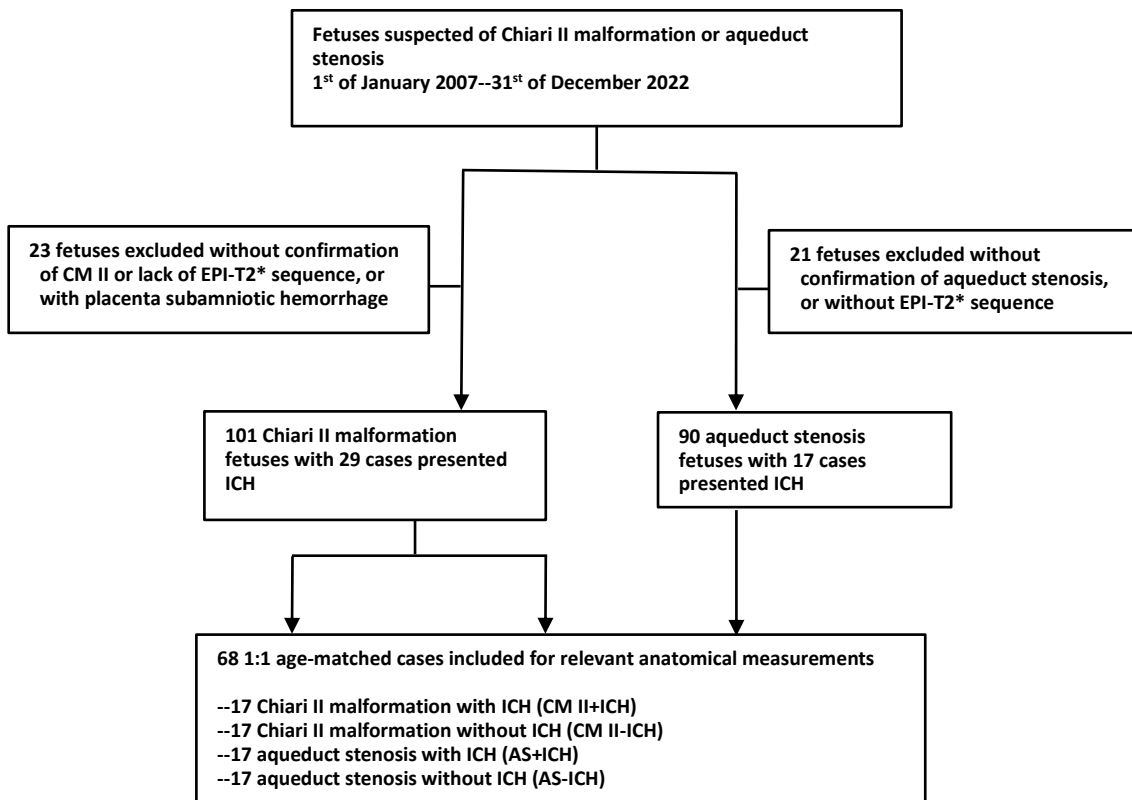 Fetuses suspected of Chiari II malformation or aqueduct
stenosis
1st of January 2007--31st of December 2022
23 fetuses excluded without confirmation
of CM II or lack of EPI-T2* sequence, or
with placenta subamniotic hemorrhage
21 fetuses excluded without
confirmation of aqueduct stenosis,
or without EPI-T2* sequence
101 Chiari II malformation
fetuses with 29 cases presented
ICH
90 aqueduct stenosis
fetuses with 17 cases
presented ICH
68 1:1 age-matched cases included for relevant anatomical measurements
--17 Chiari II malformation with ICH (CM II+ICH)
--17 Chiari II malformation without ICH (CM II-ICH)
--17 aqueduct stenosis with ICH (AS+ICH)
--17 aqueduct stenosis without ICH (AS-ICH)